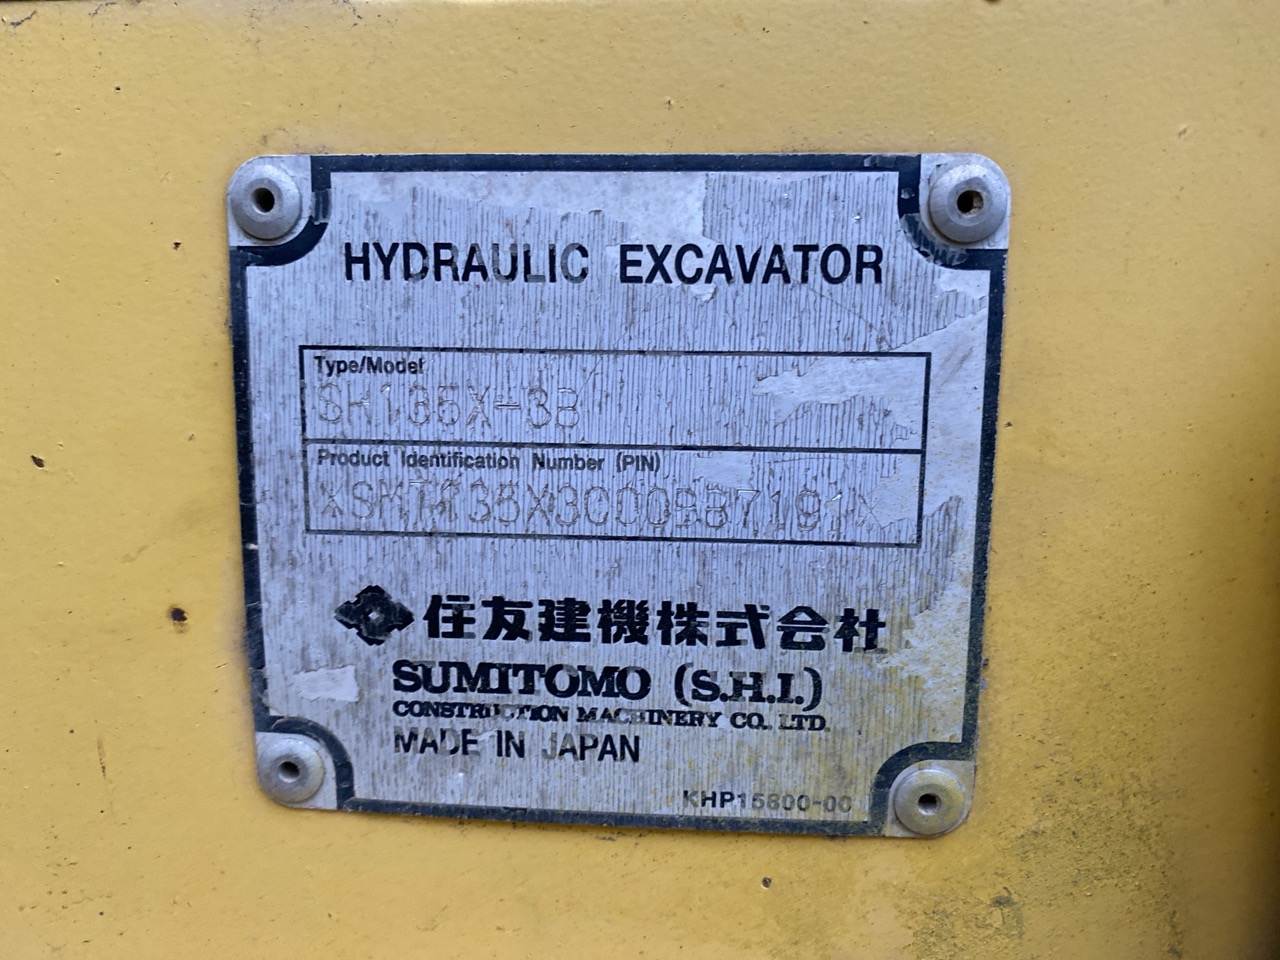 HYDRAULIC EXCAVATOR
Type/Model
Product Identification Number (PIN)
住友建機株式会社
SUMITOMO (S.H.I.)
CONSTRUCTION MACHINERY CO., LTD.
MADE IN JAPAN
KHP15800-00